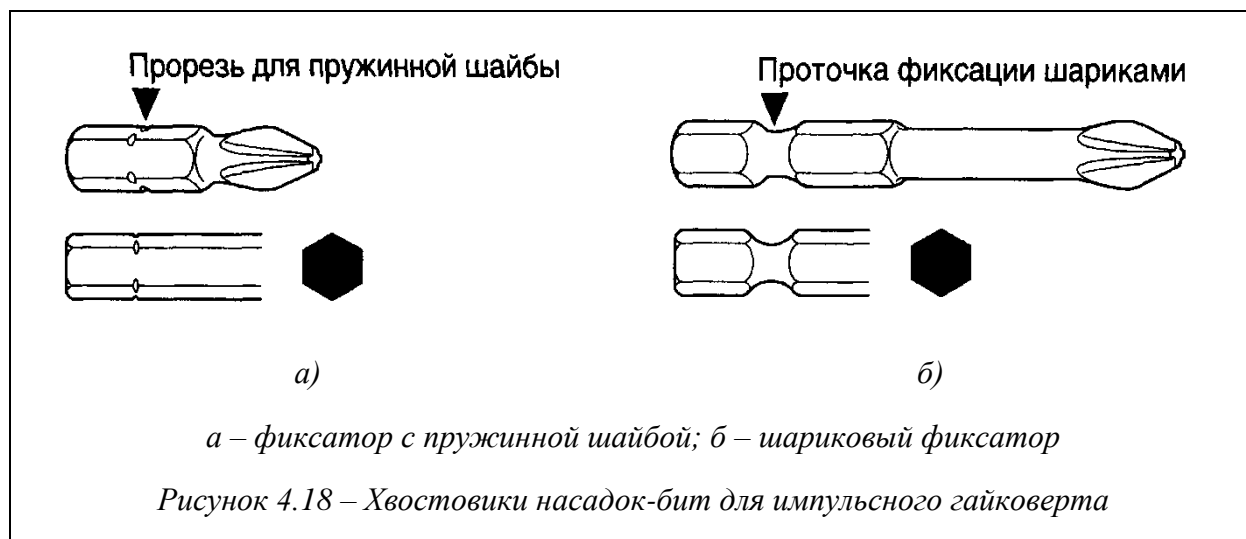 Прорезь для пружинной шайбы
Проточка фиксации шариками
а)
б)
а – фиксатор с пружинной шайбой; б – шариковый фиксатор
Рисунок 4.18 – Хвостовики насадок-бит для импульсного гайковерта